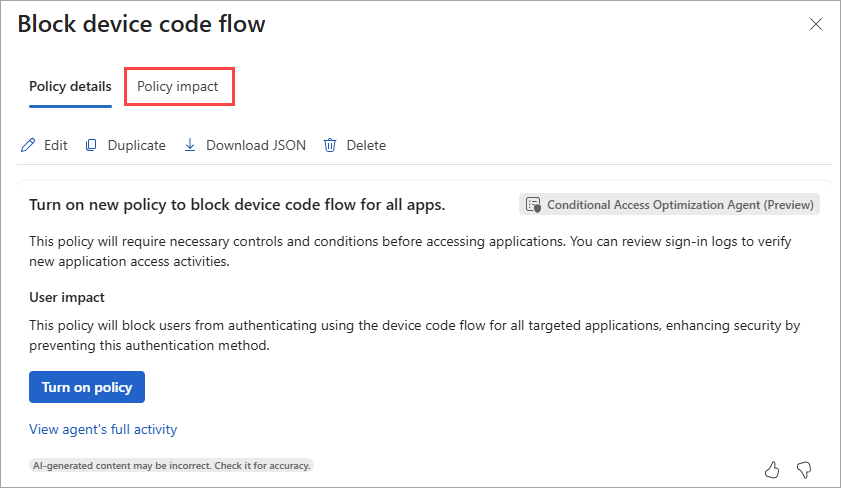 Block device code flow
Policy details
Policy impact
Edit
Duplicate
Download JSON
Delete
Turn on new policy to block device code flow for all apps.
Conditional Access Optimization Agent (Preview)
This policy will require necessary controls and conditions before accessing applications. You can review sign-in logs to verify
new application access activities.
User impact
This policy will block users from authenticating using the device code flow for all targeted applications, enhancing security by
preventing this authentication method.
Turn on policy
View agent's full activity
AI-generated content may be incorrect. Check it for accuracy.